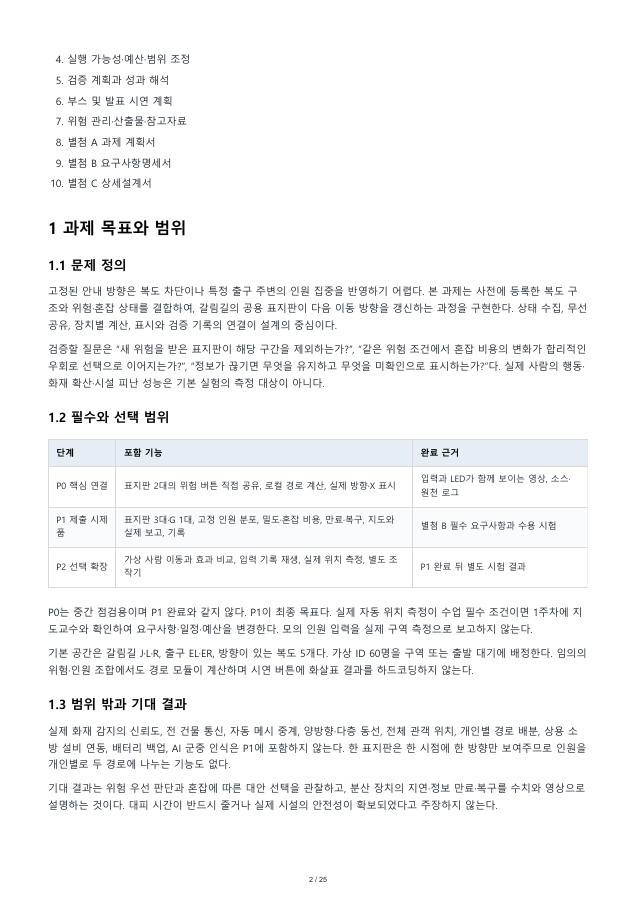 4. 실행 가능성·예산·범위 조정
5. 검증 계획과 성과 해석
6. 부스 및 발표 시연 계획
7. 위험 관리·산출물·참고자료
8. 별첨 A 과제 계획서
9. 별첨 B 요구사항명세서
10. 별첨 C 상세설계서
1 과제 목표와 범위
1.1 문제 정의
고정된 안내 방향은 복도 차단이나 특정 출구 주변의 인원 집중을 반영하기 어렵다. 본 과제는 사전에 등록한 복도 구
조와 위험·혼잡 상태를 결합하여, 갈림길의 공용 표지판이 다음 이동 방향을 갱신하는 과정을 구현한다. 상태 수집, 무선
공유, 장치별 계산, 표시와 검증 기록의 연결이 설계의 중심이다.
검증할 질문은 “새 위험을 받은 표지판이 해당 구간을 제외하는가?”, “같은 위험 조건에서 혼잡 비용의 변화가 합리적인
우회로 선택으로 이어지는가?”, “정보가 끊기면 무엇을 유지하고 무엇을 미확인으로 표시하는가?”다. 실제 사람의 행동·
화재 확산·시설 피난 성능은 기본 실험의 측정 대상이 아니다.
1.2 필수와 선택 범위
단계 포함 기능 완료 근거
P0 핵심 연결 표지판 2대의 위험 버튼 직접 공유, 로컬 경로 계산, 실제 방향·X 표시 입력과 LED가 함께 보이는 영상, 소스·
원천 로그
P1 제출 시제 표지판 3대·G 1대, 고정 인원 분포, 밀도·혼잡 비용, 만료·복구, 지도와 별첨 B 필수 요구사항과 수용 시험
품 실제 보고, 기록
P2 선택 확장 가상 사람 이동과 효과 비교, 입력 기록 재생, 실제 위치 측정, 별도 조 P1 완료 뒤 별도 시험 결과
작기
P0는 중간 점검용이며 P1 완료와 같지 않다. P1이 최종 목표다. 실제 자동 위치 측정이 수업 필수 조건이면 1주차에 지
도교수와 확인하여 요구사항·일정·예산을 변경한다. 모의 인원 입력을 실제 구역 측정으로 보고하지 않는다.
기본 공간은 갈림길 J·L·R, 출구 EL·ER, 방향이 있는 복도 5개다. 가상 ID 60명을 구역 또는 출발 대기에 배정한다. 임의의
위험·인원 조합에서도 경로 모듈이 계산하며 시연 버튼에 화살표 결과를 하드코딩하지 않는다.
1.3 범위 밖과 기대 결과
실제 화재 감지의 신뢰도, 전 건물 통신, 자동 메시 중계, 양방향·다층 동선, 전체 관객 위치, 개인별 경로 배분, 상용 소
방 설비 연동, 배터리 백업, AI 군중 인식은 P1에 포함하지 않는다. 한 표지판은 한 시점에 한 방향만 보여주므로 인원을
개인별로 두 경로에 나누는 기능도 없다.
기대 결과는 위험 우선 판단과 혼잡에 따른 대안 선택을 관찰하고, 분산 장치의 지연·정보 만료·복구를 수치와 영상으로
설명하는 것이다. 대피 시간이 반드시 줄거나 실제 시설의 안전성이 확보되었다고 주장하지 않는다.
2 / 25